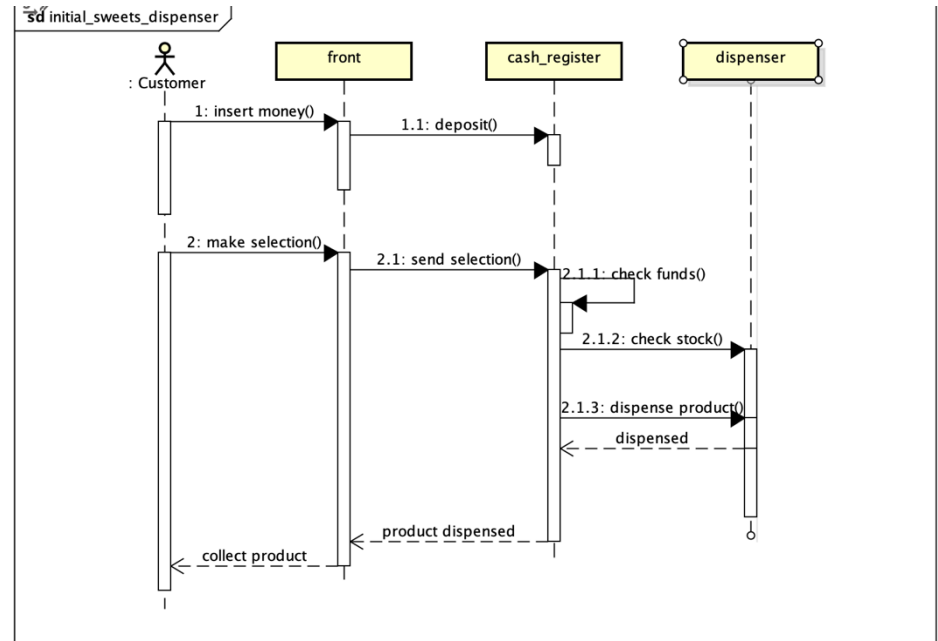 sd initial_sweets_dispenser
: Customer
front
cash_register
dispenser
1: insert money()
1.1: deposit()
2: make selection()
2.1: send selection()
2.1.1: check funds()
2.1.2: check stock()
2.1.3: dispense product()
dispensed
product dispensed
collect product